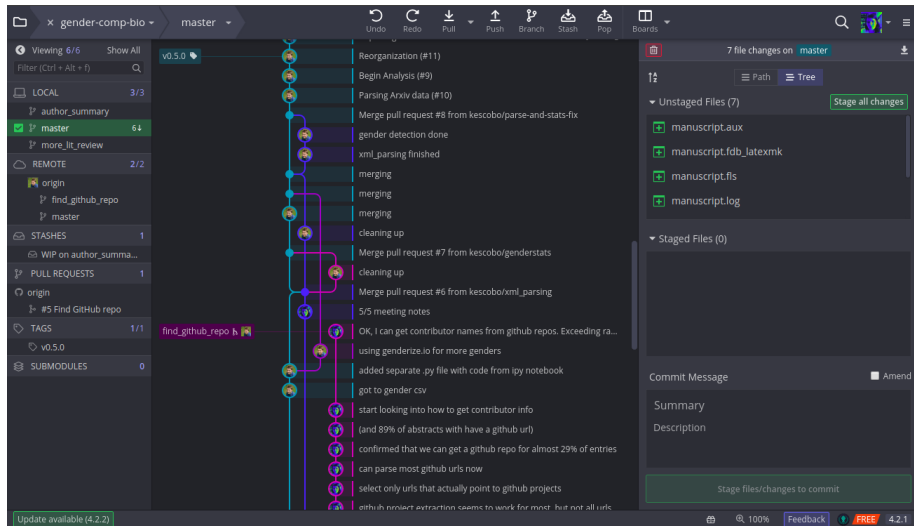 gender-comp-bio
master
Undo
Redo
Pull
Push
Branch
Stash
Pop
Boards
Viewing 6/6 Show All
Filter (Ctrl + Alt + f)
LOCAL 3/3
author_summary
master 6↓
more_lit_review
REMOTE 2/2
origin
find_github_repo
master
STASHES 1
WIP on author_summa...
PULL REQUESTS 1
origin
#5 Find GitHub repo
TAGS 1/1
v0.5.0
SUBMODULES 0
v0.5.0
find_github_repo
Reorganization (#11)
Begin Analysis (#9)
Parsing Arxiv data (#10)
Merge pull request #8 from kescobo/parse-and-stats-fix
gender detection done
xml_parsing finished
merging
merging
merging
cleaning up
Merge pull request #7 from kescobo/genderstats
cleaning up
Merge pull request #6 from kescobo/xml_parsing
5/5 meeting notes
OK, I can get contributor names from github repos. Exceeding ra...
using genderize.io for more genders
added separate .py file with code from ipy notebook
got to gender csv
start looking into how to get contributor info
(and 89% of abstracts with have a github url)
confirmed that we can get a github repo for almost 29% of entries
can parse most github urls now
select only urls that actually point to github projects
github project extraction seems to work for most, but not all urls
7 file changes on master
Path
Tree
Unstaged Files (7)
Stage all changes
manuscript.aux
manuscript.fdb_latexmk
manuscript.fls
manuscript.log
Staged Files (0)
Commit Message
Amend
Summary
Description
Stage files/changes to commit
Update available (4.2.2)
100%
Feedback
FREE
4.2.1